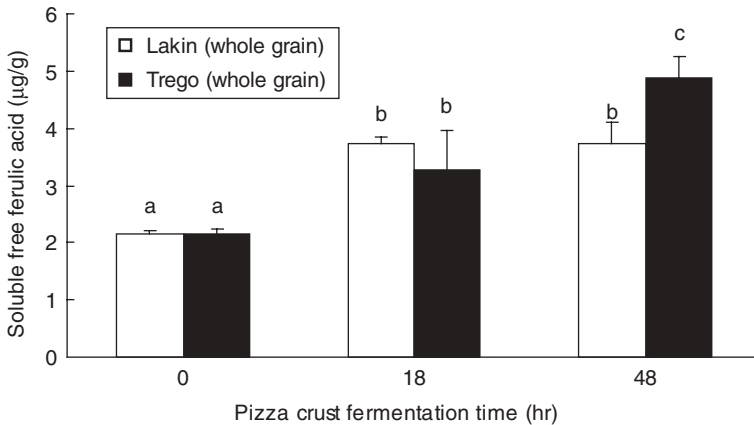 6
5
4
3
2
1
0
Soluble free ferulic acid (µg/g)
Lakin (whole grain)
Trego (whole grain)
a
a
b
b
b
c
0
18
48
Pizza crust fermentation time (hr)